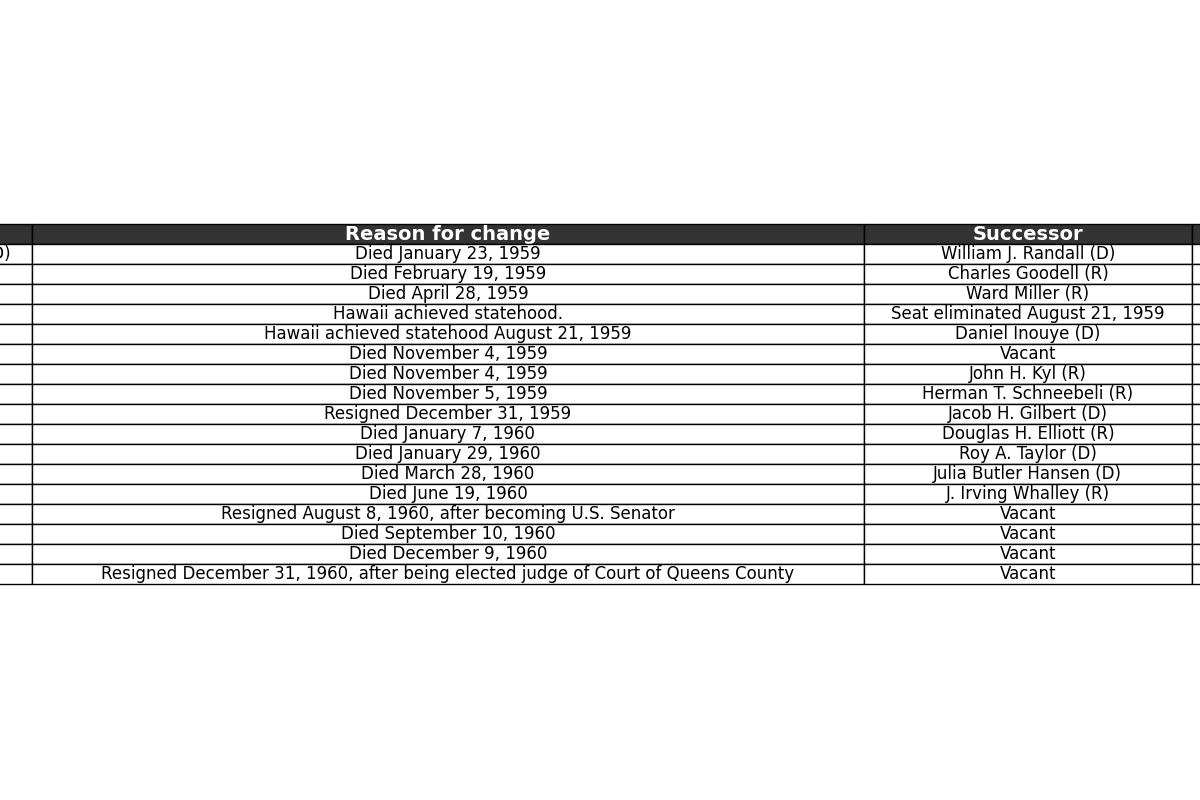 Reason for change Successor
D) Died January 23, 1959 William J. Randall (D)
Died February 19, 1959 Charles Goodell (R)
Died April 28, 1959 Ward Miller (R)
Hawaii achieved statehood. Seat eliminated August 21, 1959
Hawaii achieved statehood August 21, 1959 Daniel Inouye (D)
Died November 4, 1959 Vacant
Died November 4, 1959 John H. Kyl (R)
Died November 5, 1959 Herman T. Schneebeli (R)
Resigned December 31, 1959 Jacob H. Gilbert (D)
Died January 7, 1960 Douglas H. Elliott (R)
Died January 29, 1960 Roy A. Taylor (D)
Died March 28, 1960 Julia Butler Hansen (D)
Died June 19, 1960 J. Irving Whalley (R)
Resigned August 8, 1960, after becoming U.S. Senator Vacant
Died September 10, 1960 Vacant
Died December 9, 1960 Vacant
Resigned December 31, 1960, after being elected judge of Court of Queens County Vacant